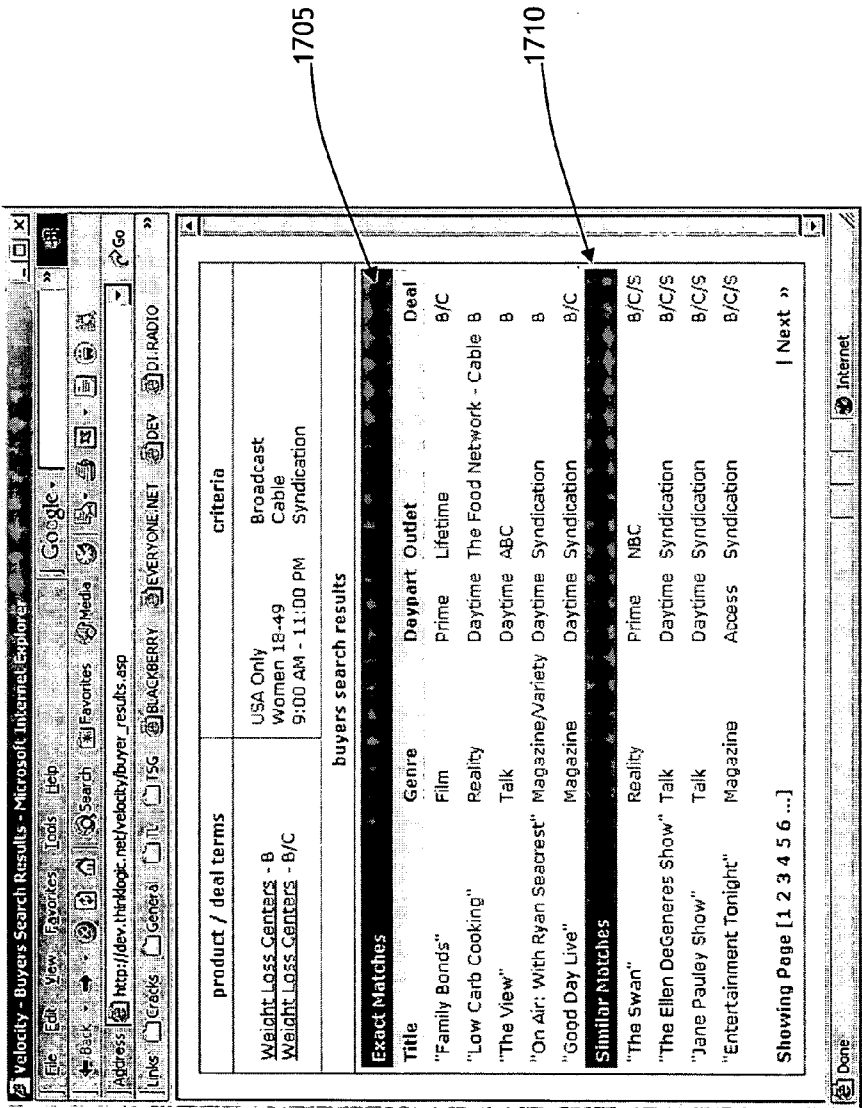 Velocity - Buyers Search Results - Microsoft Internet Explorer
File Edit View Favorites Tools Help
Google
Back Search Favorites Media
Address http://dev.thinklogic.net/velocity/buyer_results.asp Go
Links Cracks General TSG BLACKBERRY EVERYONE.NET DEV DI.RADIO »
product / deal terms criteria
Weight Loss Centers - B USA Only Broadcast
Weight Loss Centers - B/C Women 18-49 Cable
9:00 AM - 11:00 PM Syndication
buyers search results
Exact Matches
1705
Title Genre Daypart Outlet Deal
"Family Bonds" Film Prime Lifetime B/C
"Low Carb Cooking" Reality Daytime The Food Network - Cable B
"The View" Talk Daytime ABC B
"On Air: With Ryan Seacrest" Magazine/Variety Daytime Syndication B
"Good Day Live" Magazine Daytime Syndication B/C
Similar Matches
1710
"The Swan" Reality Prime NBC B/C/S
"The Ellen DeGeneres Show" Talk Daytime Syndication B/C/S
"Jane Pauley Show" Talk Daytime Syndication B/C/S
"Entertainment Tonight" Magazine Access Syndication B/C/S
Showing Page [1 2 3 4 5 6 ...] | Next »
Done Internet